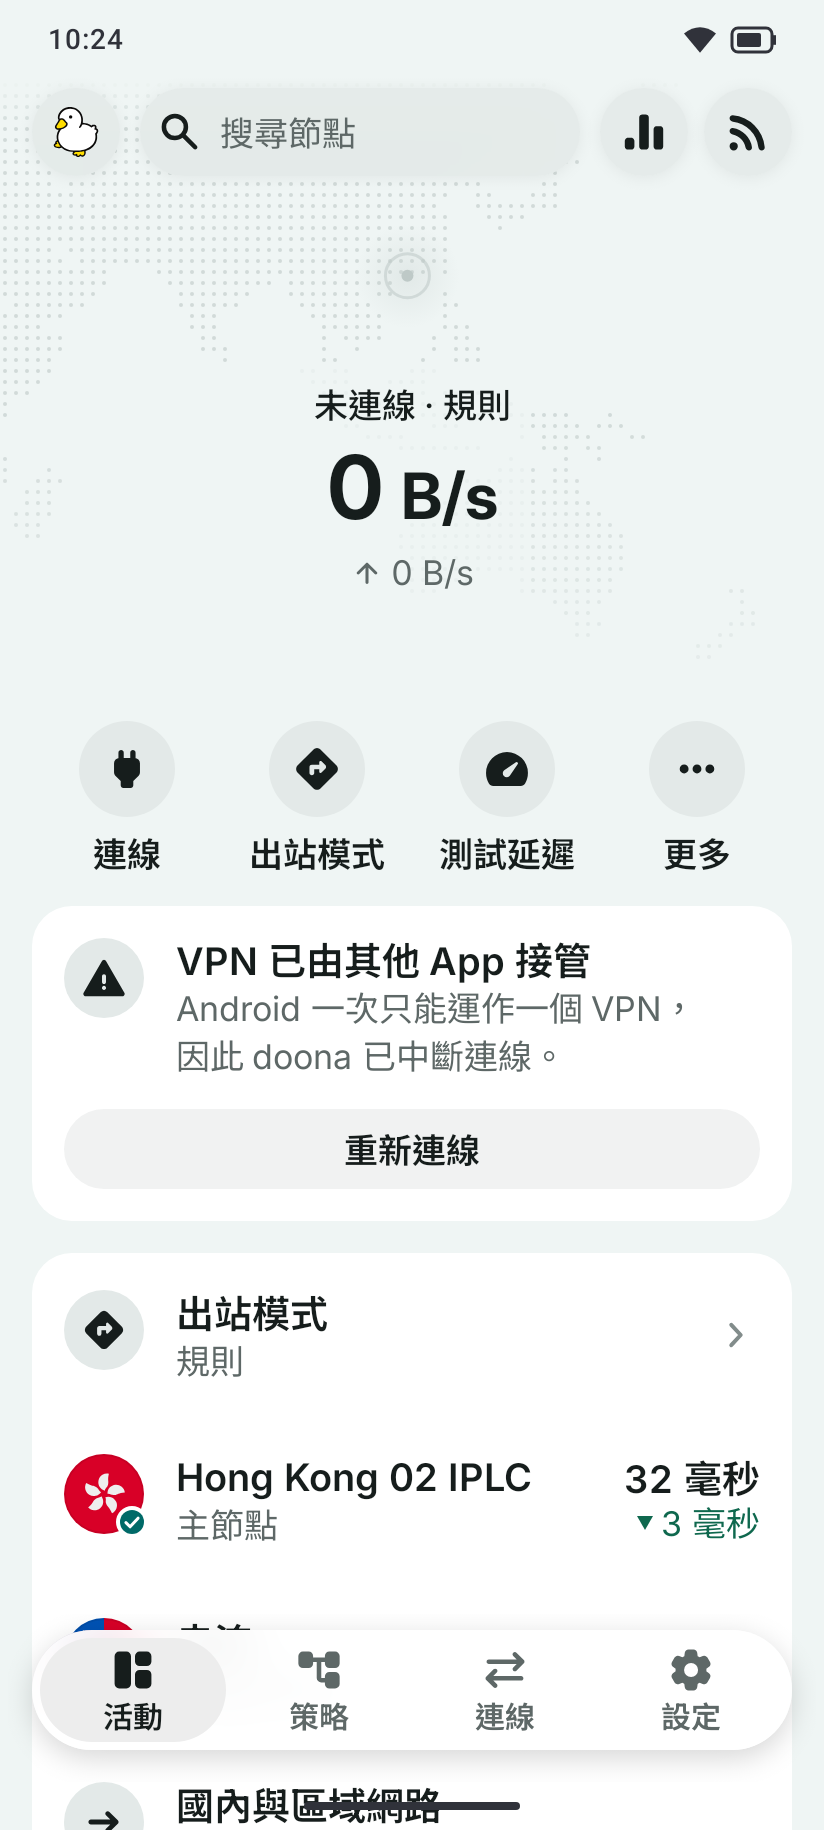 10:24
搜尋節點
未連線 · 規則
0 B/s
↑ 0 B/s
連線
出站模式
測試延遲
更多
VPN 已由其他 App 接管
Android 一次只能運作一個 VPN，
因此 doona 已中斷連線。
重新連線
出站模式
規則
Hong Kong 02 IPLC
32 毫秒
主節點
▼3 毫秒
活動
策略
連線
設定
國內與區域網路